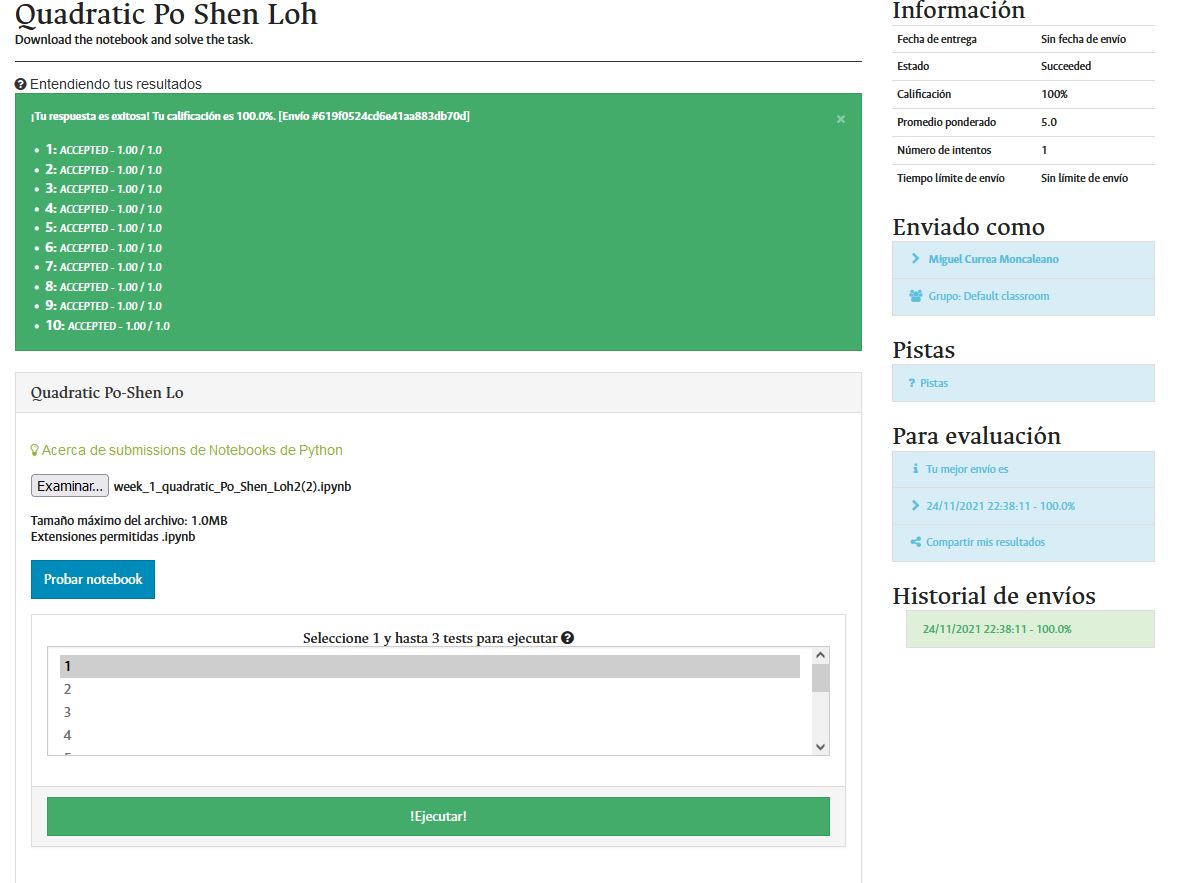 Quadratic Po Shen Loh
Download the notebook and solve the task.
Entendiendo tus resultados
¡Tu respuesta es exitosa! Tu calificación es 100.0%. [Envío #619f0524cd6e41aa883db70d]
×
• 1: ACCEPTED - 1.00 / 1.0
• 2: ACCEPTED - 1.00 / 1.0
• 3: ACCEPTED - 1.00 / 1.0
• 4: ACCEPTED - 1.00 / 1.0
• 5: ACCEPTED - 1.00 / 1.0
• 6: ACCEPTED - 1.00 / 1.0
• 7: ACCEPTED - 1.00 / 1.0
• 8: ACCEPTED - 1.00 / 1.0
• 9: ACCEPTED - 1.00 / 1.0
• 10: ACCEPTED - 1.00 / 1.0
Quadratic Po-Shen Lo
Acerca de submissions de Notebooks de Python
Examinar... week_1_quadratic_Po_Shen_Loh2(2).ipynb
Tamaño máximo del archivo: 1.0MB
Extensiones permitidas .ipynb
Probar notebook
Seleccione 1 y hasta 3 tests para ejecutar
1
2
3
4
!Ejecutar!
Información
Fecha de entrega Sin fecha de envío
Estado Succeeded
Calificación 100%
Promedio ponderado 5.0
Número de intentos 1
Tiempo límite de envío Sin límite de envío
Enviado como
Miguel Currea Moncaleano
Grupo: Default classroom
Pistas
? Pistas
Para evaluación
Tu mejor envío es
24/11/2021 22:38:11 - 100.0%
Compartir mis resultados
Historial de envíos
24/11/2021 22:38:11 - 100.0%